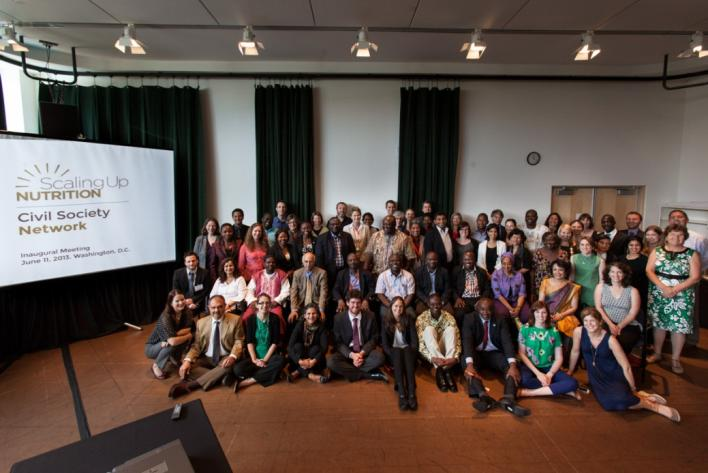 Scaling Up
NUTRITION
Civil Society
Network
Inaugural Meeting
June 11, 2013. Washington, D.C.